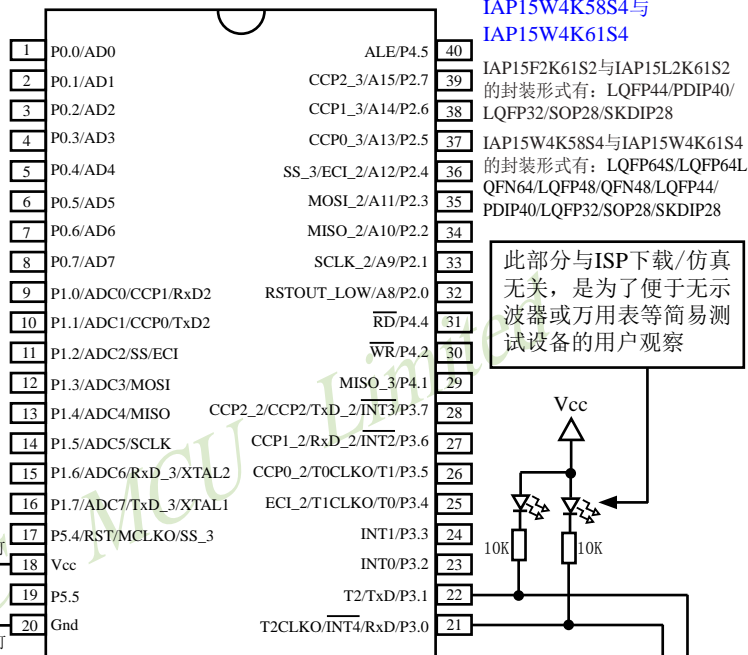 IAP15W4K58S4与
IAP15W4K61S4
IAP15F2K61S2与IAP15L2K61S2
的封装形式有：LQFP44/PDIP40/
LQFP32/SOP28/SKDIP28
IAP15W4K58S4与IAP15W4K61S4
的封装形式有：LQFP64S/LQFP64L
QFN64/LQFP48/QFN48/LQFP44/
PDIP40/LQFP32/SOP28/SKDIP28
此部分与ISP下载/仿真
无关，是为了便于无示
波器或万用表等简易测
试设备的用户观察
1 P0.0/AD0 ALE/P4.5 40
2 P0.1/AD1 CCP2_3/A15/P2.7 39
3 P0.2/AD2 CCP1_3/A14/P2.6 38
4 P0.3/AD3 CCP0_3/A13/P2.5 37
5 P0.4/AD4 SS_3/ECI_2/A12/P2.4 36
6 P0.5/AD5 MOSI_2/A11/P2.3 35
7 P0.6/AD6 MISO_2/A10/P2.2 34
8 P0.7/AD7 SCLK_2/A9/P2.1 33
9 P1.0/ADC0/CCP1/RxD2 RSTOUT_LOW/A8/P2.0 32
10 P1.1/ADC1/CCP0/TxD2 RD/P4.4 31
11 P1.2/ADC2/SS/ECI WR/P4.2 30
12 P1.3/ADC3/MOSI MISO_3/P4.1 29
13 P1.4/ADC4/MISO CCP2_2/CCP2/TxD_2/INT3/P3.7 28
14 P1.5/ADC5/SCLK CCP1_2/RxD_2/INT2/P3.6 27
15 P1.6/ADC6/RxD_3/XTAL2 CCP0_2/T0CLKO/T1/P3.5 26
16 P1.7/ADC7/TxD_3/XTAL1 ECI_2/T1CLKO/T0/P3.4 25
17 P5.4/RST/MCLKO/SS_3 INT1/P3.3 24
18 Vcc INT0/P3.2 23
19 P5.5 T2/TxD/P3.1 22
20 Gnd T2CLKO/INT4/RxD/P3.0 21
Vcc
10K 10K
MCU Limited